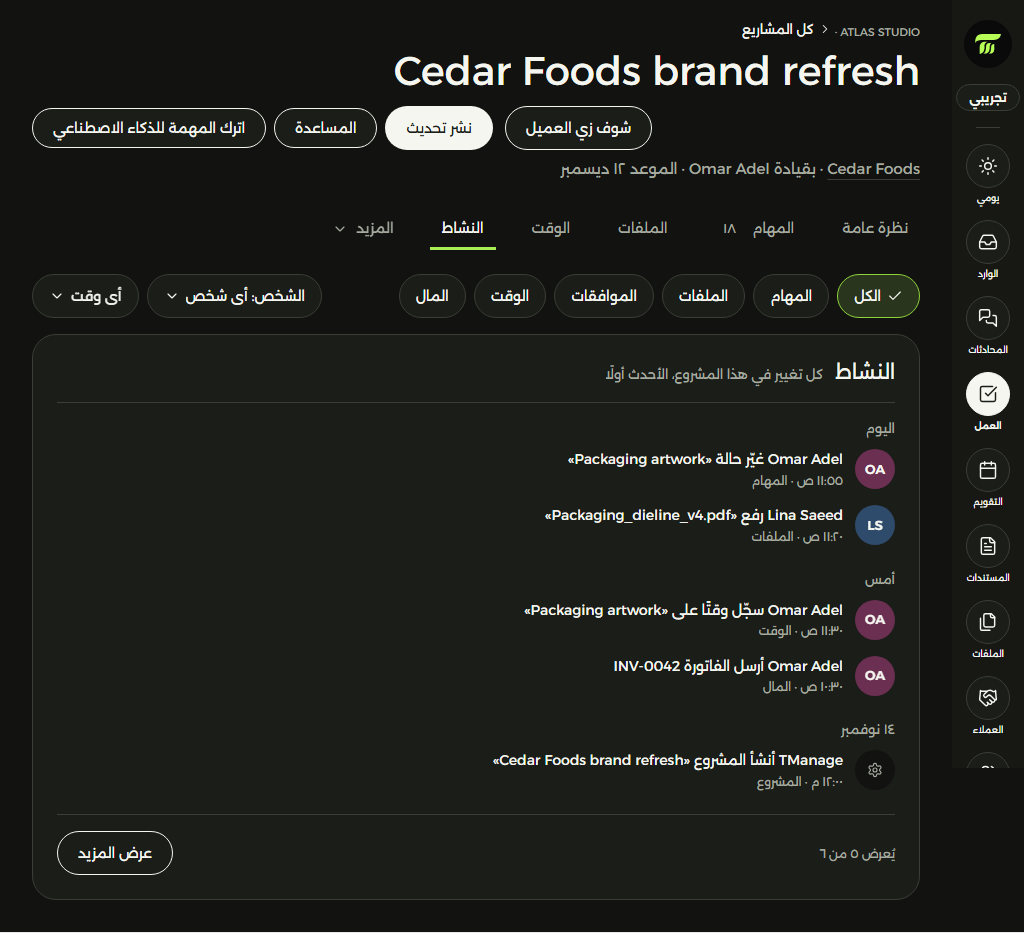 ATLAS STUDIO · كل المشاريع
Cedar Foods brand refresh
شوف زي العميل
نشر تحديث
المساعدة
اترك المهمة للذكاء الاصطناعي
Cedar Foods · بقيادة Omar Adel · الموعد ١٢ ديسمبر
نظرة عامة
المهام ١٨
الملفات
الوقت
النشاط
المزيد
الكل
المهام
الملفات
الموافقات
الوقت
المال
الشخص: أي شخص
أي وقت
النشاط كل تغيير في هذا المشروع، الأحدث أولًا
اليوم
OA
Omar Adel غيّر حالة «Packaging artwork»
١١:٥٥ ص · المهام
LS
Lina Saeed رفع «Packaging_dieline_v4.pdf»
١١:٢٠ ص · الملفات
أمس
OA
Omar Adel سجّل وقتًا على «Packaging artwork»
١١:٣٠ ص · الوقت
OA
Omar Adel أرسل الفاتورة INV-0042
١٠:٣٠ ص · المال
١٤ نوفمبر
TManage أنشأ المشروع «Cedar Foods brand refresh»
١٢:٠٠ م · المشروع
يُعرض ٥ من ٦
عرض المزيد
تجريبي
يومي
الوارد
المحادثات
العمل
التقويم
المستندات
الملفات
العملاء